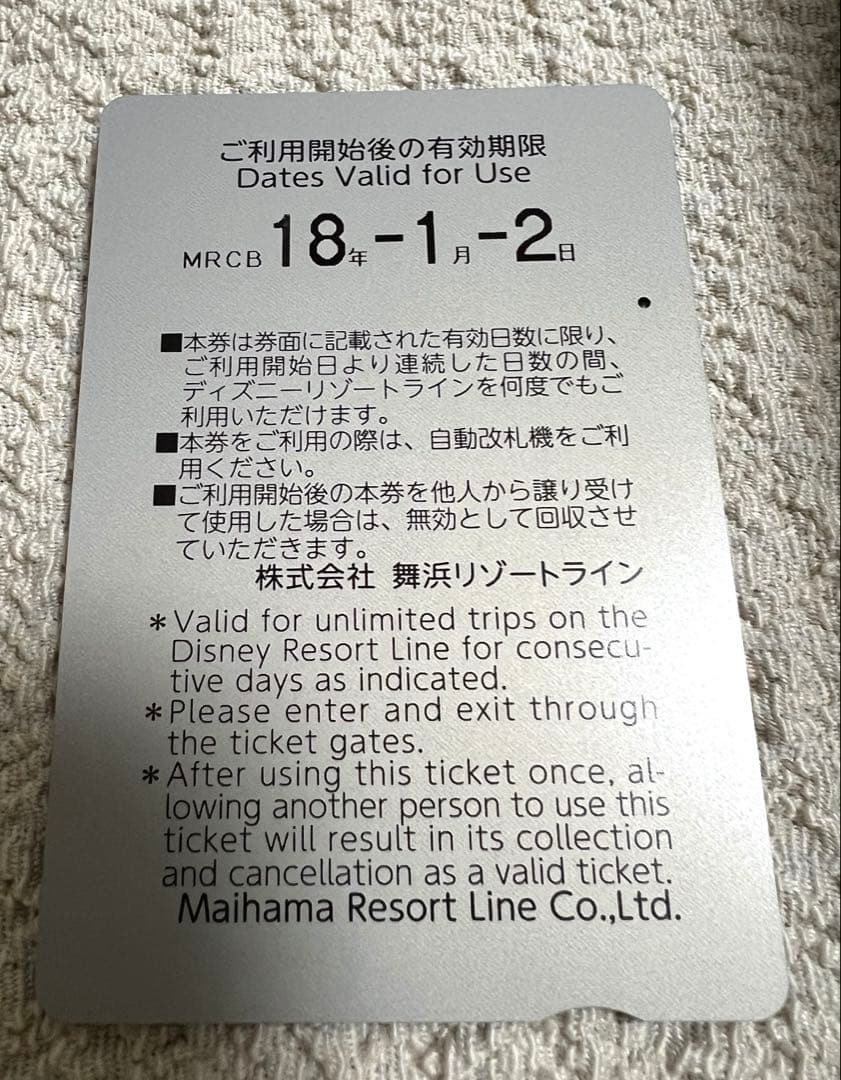 ご利用開始後の有効期限
Dates Valid for Use
MRCB 18年-1月-2日
■本券は券面に記載された有効日数に限り、
ご利用開始日より連続した日数の間、
ディズニーリゾートラインを何度でもご
利用いただけます。
■本券をご利用の際は、自動改札機をご利
用ください。
■ご利用開始後の本券を他人から譲り受け
て使用した場合は、無効として回収させ
ていただきます。
株式会社 舞浜リゾートライン
*Valid for unlimited trips on the
Disney Resort Line for consecu-
tive days as indicated.
*Please enter and exit through
the ticket gates.
*After using this ticket once, al-
lowing another person to use this
ticket will result in its collection
and cancellation as a valid ticket.
Maihama Resort Line Co.,Ltd.